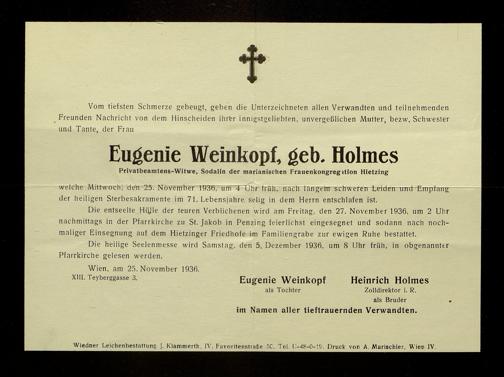 Vom tiefsten Schmerze gebeugt, geben die Unterzeichneten allen Verwandten und teilnehmenden
Freunden Nachricht von dem Hinscheiden ihrer innigstgeliebten, unvergeßlichen Mutter, bezw. Schwester
und Tante, der Frau
Eugenie Weinkopf, geb. Holmes
Privatbeamtens-Witwe, Sodalin der marianischen Frauenkongregation Hietzing
welche Mittwoch, den 25. November 1936, um 4 Uhr früh, nach langem schweren Leiden und Empfang
der heiligen Sterbesakramente im 71. Lebensjahre selig in dem Herrn entschlafen ist.
Die entseelte Hülle der teuren Verblichenen wird am Freitag, den 27. November 1936, um 2 Uhr
nachmittags in der Pfarrkirche zu St. Jakob in Penzing feierlichst eingesegnet und sodann nach noch-
maliger Einsegnung auf dem Hietzinger Friedhofe im Familiengrabe zur ewigen Ruhe bestattet.
Die heilige Seelenmesse wird Samstag, den 5. Dezember 1936, um 8 Uhr früh, in obgenannter
Pfarrkirche gelesen werden.
Wien, am 25. November 1936.
XIII. Teyberggasse 3.
Eugenie Weinkopf
als Tochter
Heinrich Holmes
Zolldirektor i. R.
als Bruder
im Namen aller tieftrauernden Verwandten.
Wiedner Leichenbestattung J. Klammerth, IV. Favoritenstraße Tel. U-48-0-19. Druck von A. Marischler, Wien IV.